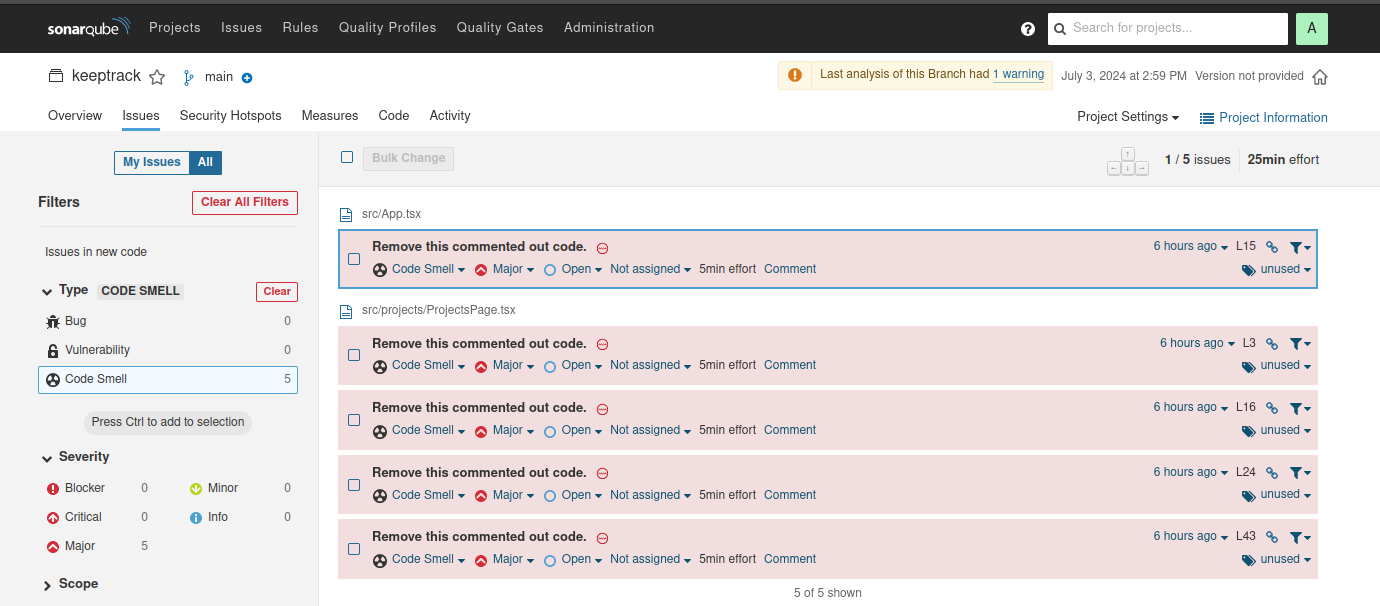 sonarqube Projects Issues Rules Quality Profiles Quality Gates Administration ? Search for projects... A
keeptrack main Last analysis of this Branch had 1 warning July 3, 2024 at 2:59 PM Version not provided
Overview Issues Security Hotspots Measures Code Activity Project Settings Project Information
My Issues All
Bulk Change 1 / 5 issues 25min effort
Filters Clear All Filters
Issues in new code
Type CODE SMELL Clear
Bug 0
Vulnerability 0
Code Smell 5
Press Ctrl to add to selection
Severity
Blocker 0 Minor 0
Critical 0 Info 0
Major 5
Scope
src/App.tsx
Remove this commented out code. 6 hours ago L15
Code Smell Major Open Not assigned 5min effort Comment unused
src/projects/ProjectsPage.tsx
Remove this commented out code. 6 hours ago L3
Code Smell Major Open Not assigned 5min effort Comment unused
Remove this commented out code. 6 hours ago L16
Code Smell Major Open Not assigned 5min effort Comment unused
Remove this commented out code. 6 hours ago L24
Code Smell Major Open Not assigned 5min effort Comment unused
Remove this commented out code. 6 hours ago L43
Code Smell Major Open Not assigned 5min effort Comment unused
5 of 5 shown